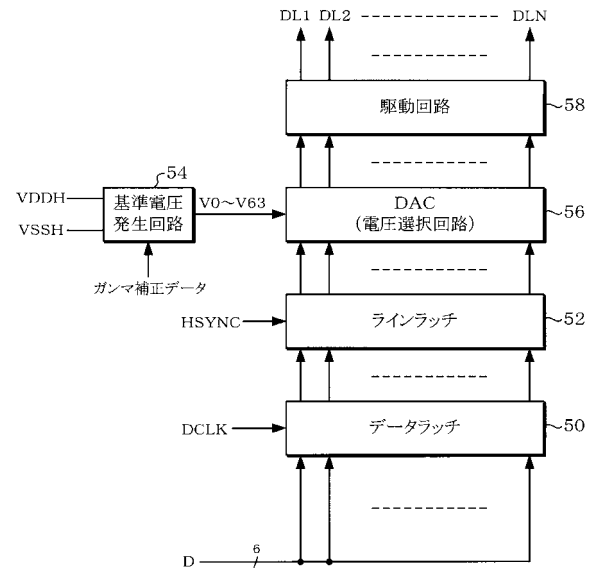 DL1 DL2 DLN
駆動回路
58
54
VDDH
VSSH
基準電圧
発生回路
V0～V63
DAC
(電圧選択回路)
56
ガンマ補正データ
HSYNC
ラインラッチ
52
DCLK
データラッチ
50
D
6